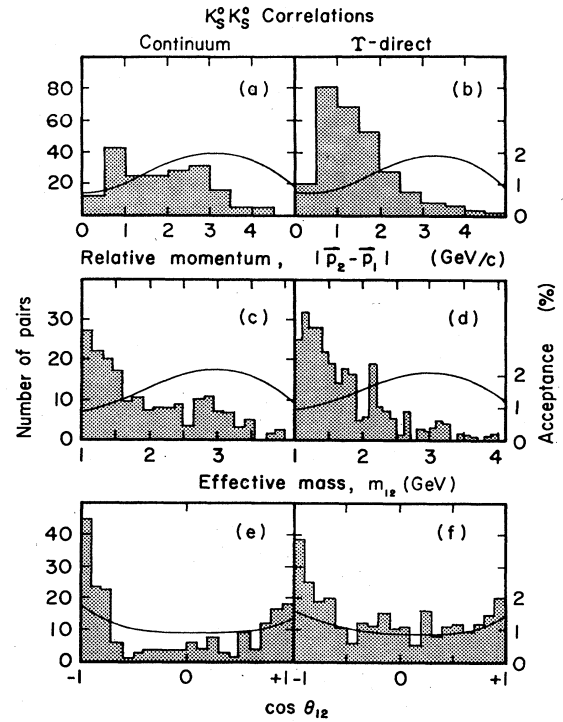 K⁰ₛK⁰ₛ Correlations
Continuum ϒ-direct
80 (a) (b)
60
40 2
20 1
0
0 1 2 3 4 0 1 2 3 4
Relative momentum, |p⃗₂-p⃗₁| (GeV/c)
Number of pairs
Acceptance (%)
30 (c) (d)
20 2
10 1
0 0
1 2 3 1 2 3 4
Effective mass, m₁₂ (GeV)
40 (e) (f)
30
20 2
10 1
0 0
-1 0 +1 -1 0 +1
cos θ₁₂